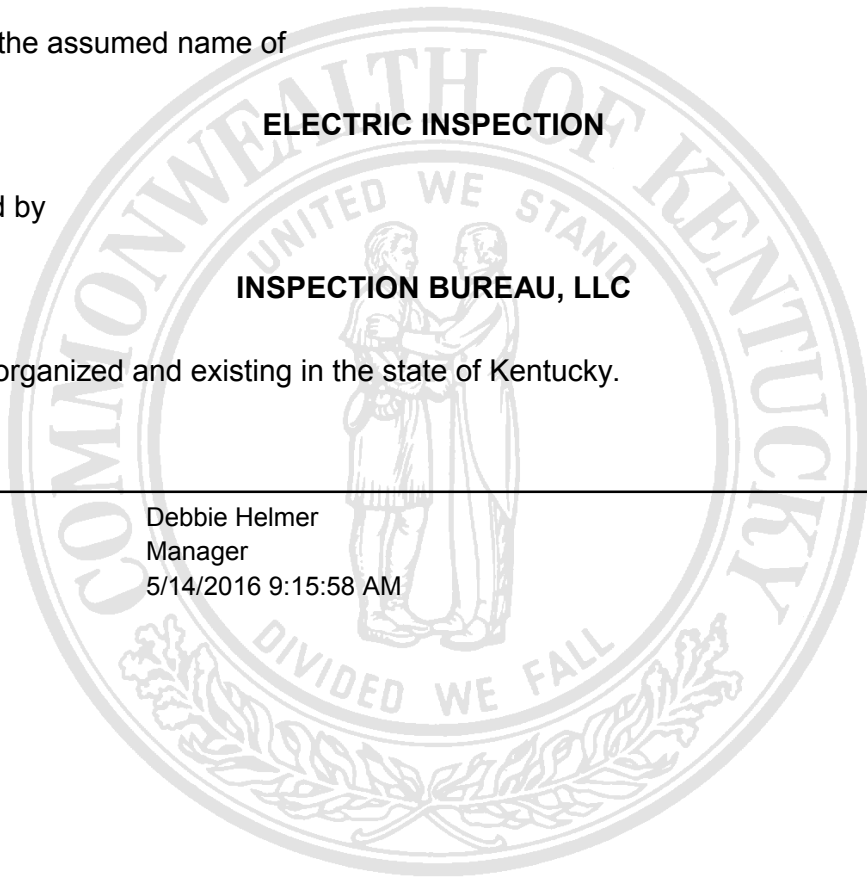 the assumed name of
ELECTRIC INSPECTION
d by
INSPECTION BUREAU, LLC
organized and existing in the state of Kentucky.
Debbie Helmer
Manager
5/14/2016 9:15:58 AM
COMMONWEALTH OF KENTUCKY
UNITED WE STAND
DIVIDED WE FALL